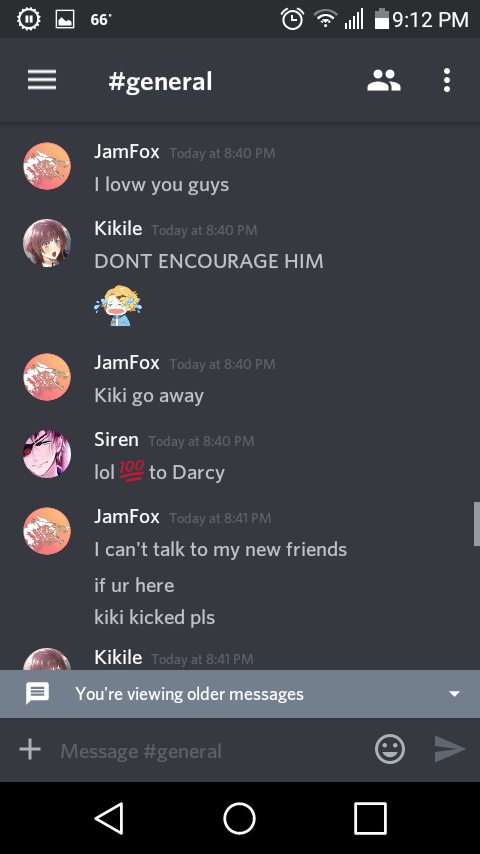 66°
9:12 PM
#general
JamFox Today at 8:40 PM
I lovw you guys
Kikile Today at 8:40 PM
DONT ENCOURAGE HIM
JamFox Today at 8:40 PM
Kiki go away
Siren Today at 8:40 PM
lol 💯 to Darcy
JamFox Today at 8:41 PM
I can't talk to my new friends
if ur here
kiki kicked pls
Kikile Today at 8:41 PM
You're viewing older messages
Message #general